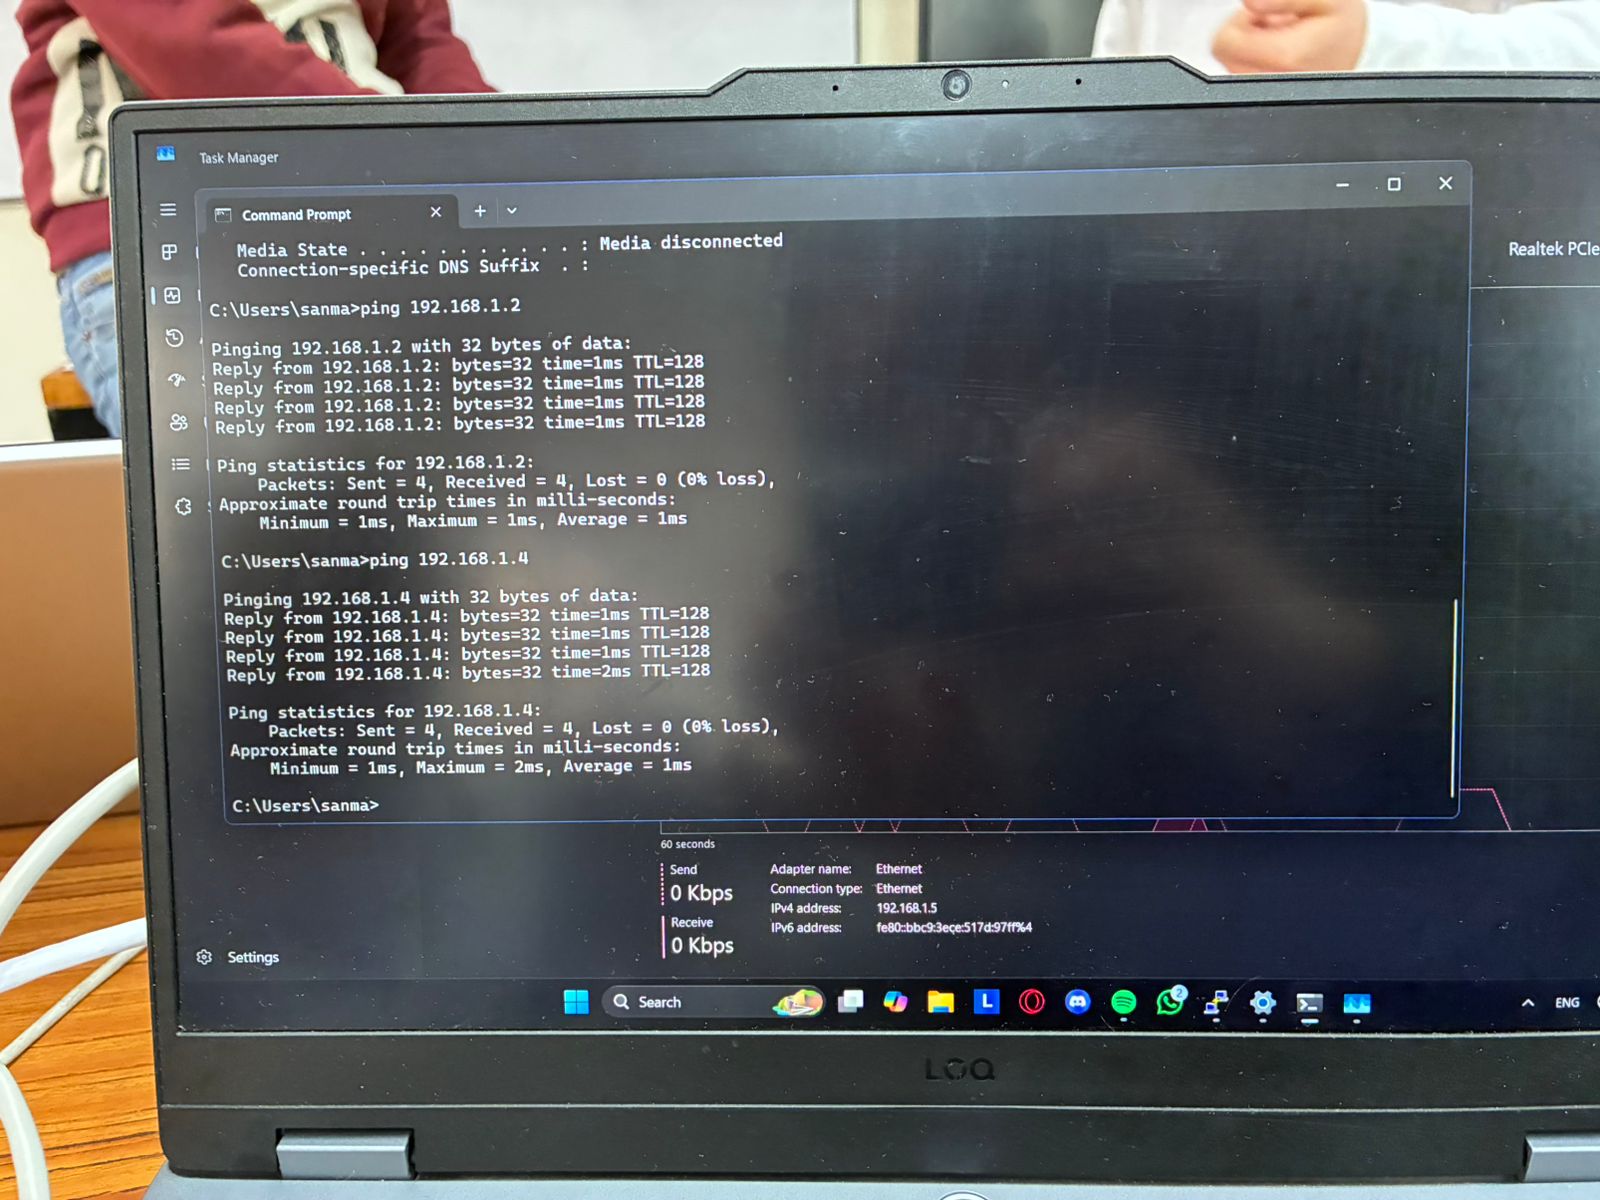 Task Manager
Command Prompt
Media State . . . . . . . . . . . : Media disconnected
Connection-specific DNS Suffix  . :
C:\Users\sanma>ping 192.168.1.2
Pinging 192.168.1.2 with 32 bytes of data:
Reply from 192.168.1.2: bytes=32 time=1ms TTL=128
Reply from 192.168.1.2: bytes=32 time=1ms TTL=128
Reply from 192.168.1.2: bytes=32 time=1ms TTL=128
Reply from 192.168.1.2: bytes=32 time=1ms TTL=128
Ping statistics for 192.168.1.2:
Packets: Sent = 4, Received = 4, Lost = 0 (0% loss),
Approximate round trip times in milli-seconds:
Minimum = 1ms, Maximum = 1ms, Average = 1ms
C:\Users\sanma>ping 192.168.1.4
Pinging 192.168.1.4 with 32 bytes of data:
Reply from 192.168.1.4: bytes=32 time=1ms TTL=128
Reply from 192.168.1.4: bytes=32 time=1ms TTL=128
Reply from 192.168.1.4: bytes=32 time=1ms TTL=128
Reply from 192.168.1.4: bytes=32 time=2ms TTL=128
Ping statistics for 192.168.1.4:
Packets: Sent = 4, Received = 4, Lost = 0 (0% loss),
Approximate round trip times in milli-seconds:
Minimum = 1ms, Maximum = 2ms, Average = 1ms
C:\Users\sanma>
Realtek PCIe
60 seconds
Send
0 Kbps
Receive
0 Kbps
Adapter name: Ethernet
Connection type: Ethernet
IPv4 address: 192.168.1.5
IPv6 address: fe80::bbc9:3ece:517d:97ff%4
Settings
Search
L
2
ENG
LOQ